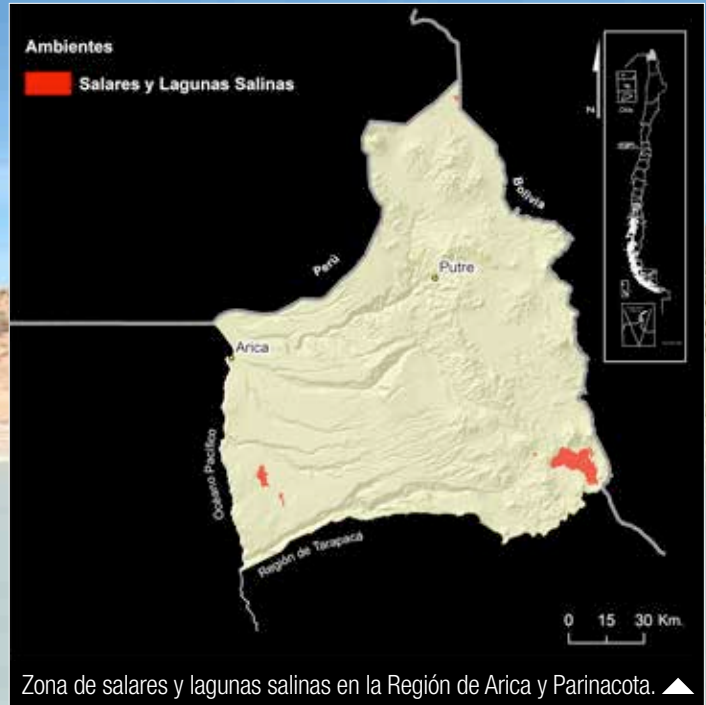 Ambientes
Salares y Lagunas Salinas
N
Bolivia
Perú
Putre
Arica
Océano Pacífico
Región de Tarapacá
0 15 30 Km.
Zona de salares y lagunas salinas en la Región de Arica y Parinacota.